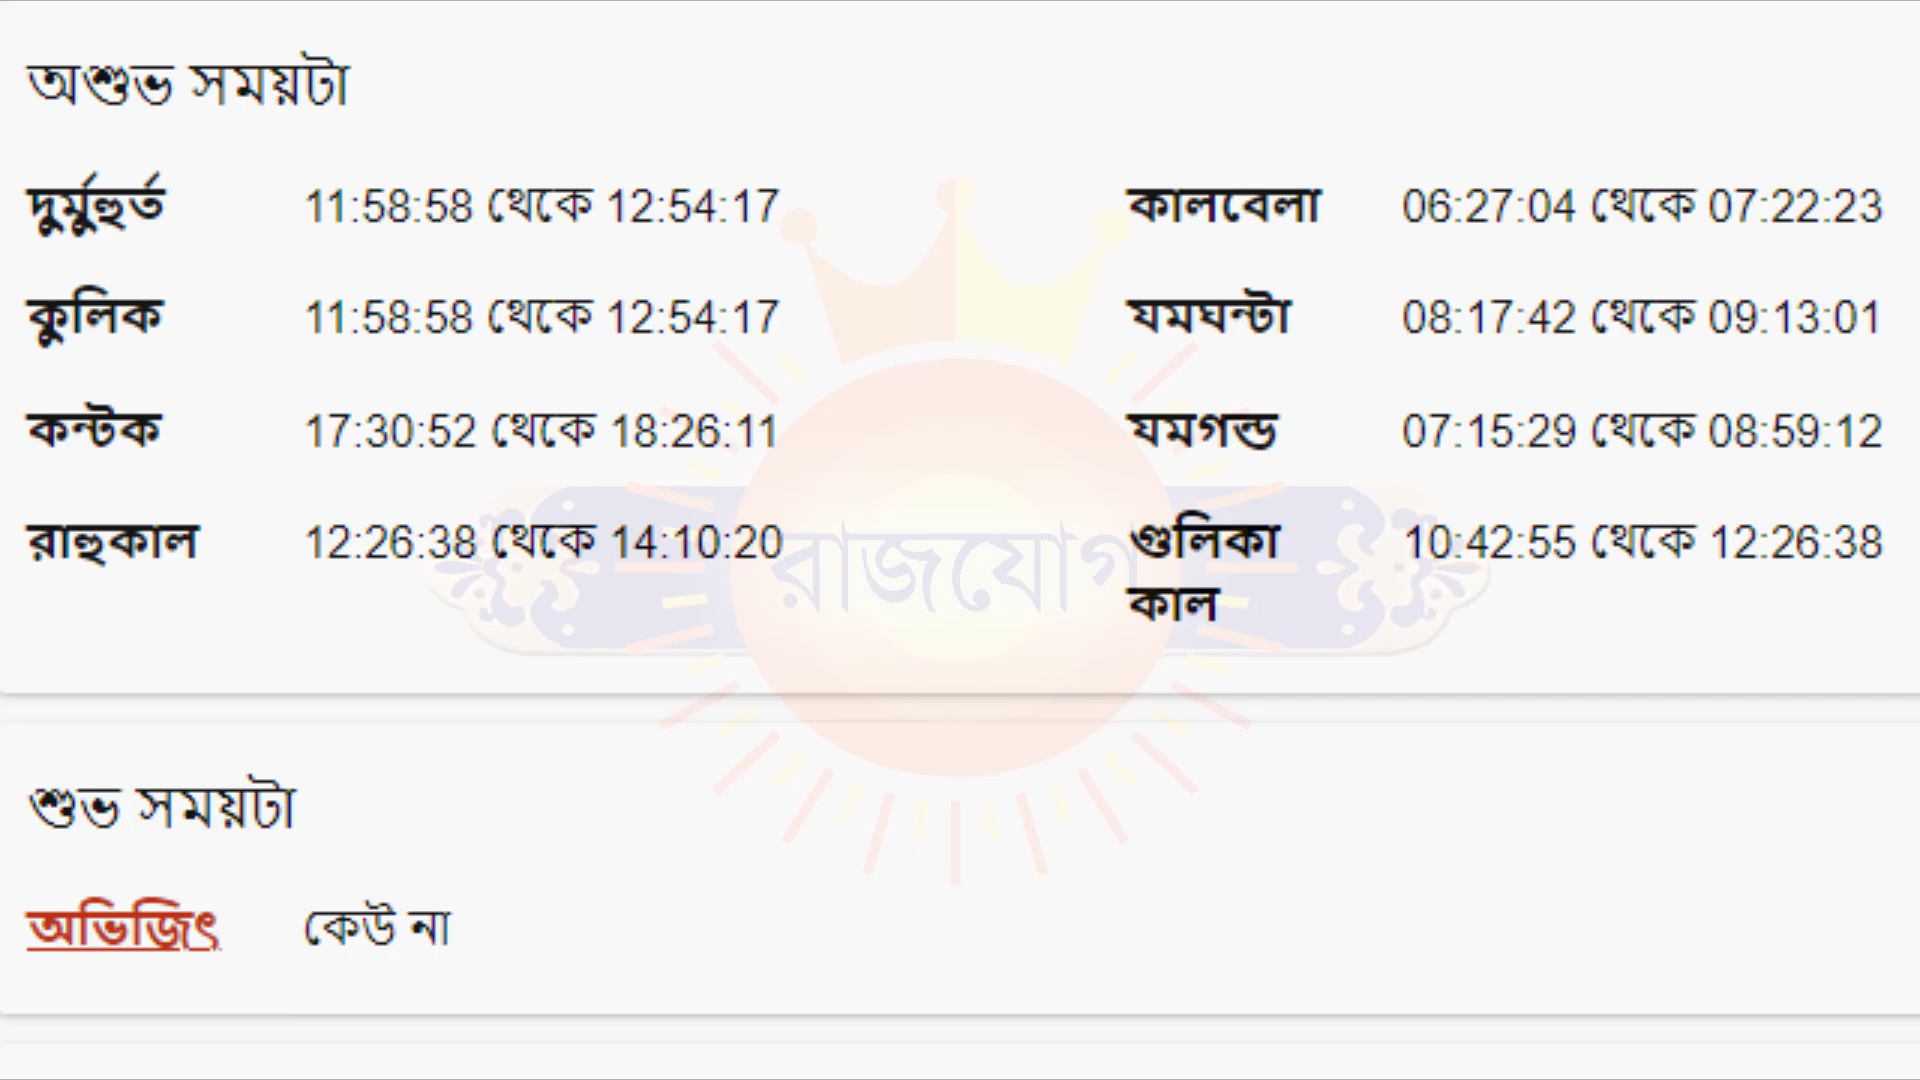 অশুভ সময়টা
দুর্মুহুর্ত 11:58:58 থেকে 12:54:17 কালবেলা 06:27:04 থেকে 07:22:23
কুলিক 11:58:58 থেকে 12:54:17 যমঘন্টা 08:17:42 থেকে 09:13:01
কন্টক 17:30:52 থেকে 18:26:11 যমগন্ড 07:15:29 থেকে 08:59:12
রাহুকাল 12:26:38 থেকে 14:10:20 গুলিকা 10:42:55 থেকে 12:26:38
কাল
রাজযোগ
শুভ সময়টা
অভিজিৎ কেউ না